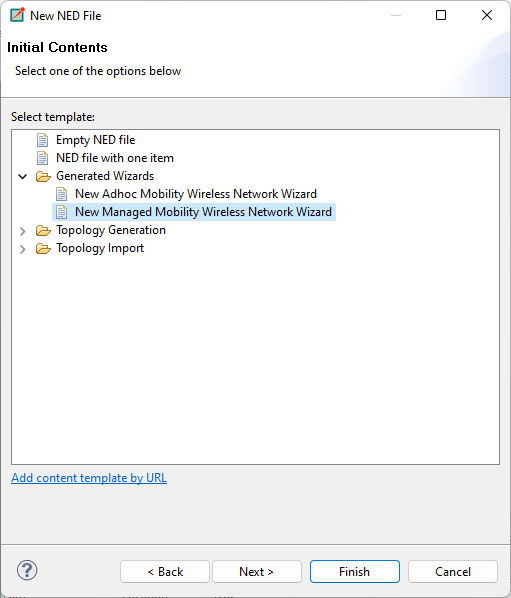 New NED File
Initial Contents
Select one of the options below
Select template:
Empty NED file
NED file with one item
Generated Wizards
New Adhoc Mobility Wireless Network Wizard
New Managed Mobility Wireless Network Wizard
Topology Generation
Topology Import
Add content template by URL
?
< Back
Next >
Finish
Cancel